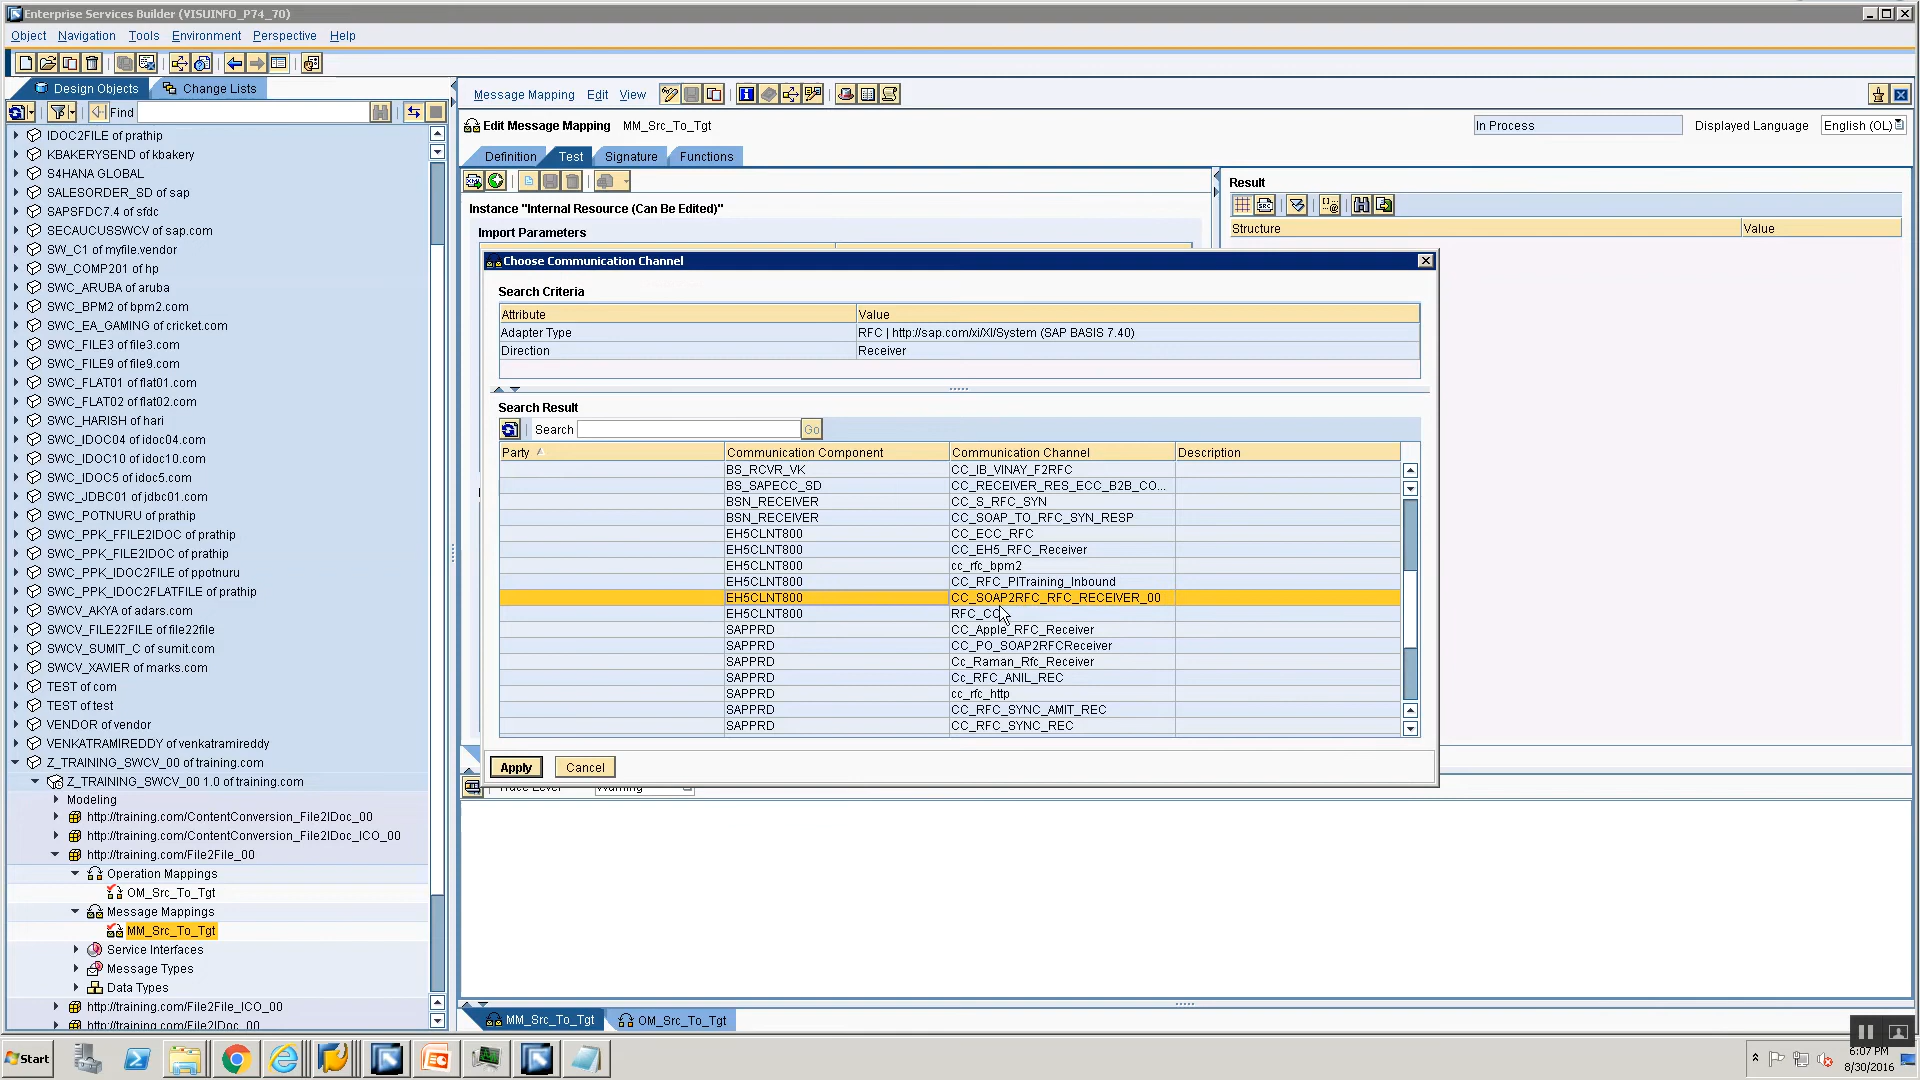 Enterprise Services Builder (VISUINFO_P74_70)
Object Navigation Tools Environment Perspective Help
Design Objects Change Lists
Find
IDOC2FILE of prathip
KBAKERYSEND of kbakery
S4HANA GLOBAL
SALESORDER_SD of sap
SAPSFDC7.4 of sfdc
SECAUCUSSWCV of sap.com
SW_C1 of myfile.vendor
SW_COMP201 of hp
SWC_ARUBA of aruba
SWC_BPM2 of bpm2.com
SWC_EA_GAMING of cricket.com
SWC_FILE3 of file3.com
SWC_FILE9 of file9.com
SWC_FLAT01 of flat01.com
SWC_FLAT02 of flat02.com
SWC_HARISH of hari
SWC_IDOC04 of idoc04.com
SWC_IDOC10 of idoc10.com
SWC_IDOC5 of idoc5.com
SWC_JDBC01 of jdbc01.com
SWC_POTNURU of prathip
SWC_PPK_FFILE2IDOC of prathip
SWC_PPK_FILE2IDOC of prathip
SWC_PPK_IDOC2FILE of ppotnuru
SWC_PPK_IDOC2FLATFILE of prathip
SWCV_AKYA of adars.com
SWCV_FILE22FILE of file22file
SWCV_SUMIT_C of sumit.com
SWCV_XAVIER of marks.com
TEST of com
TEST of test
VENDOR of vendor
VENKATRAMIREDDY of venkatramireddy
Z_TRAINING_SWCV_00 of training.com
Z_TRAINING_SWCV_00 1.0 of training.com
Modeling
http://training.com/ContentConversion_File2IDoc_00
http://training.com/ContentConversion_File2IDoc_ICO_00
http://training.com/File2File_00
Operation Mappings
OM_Src_To_Tgt
Message Mappings
MM_Src_To_Tgt
Service Interfaces
Message Types
Data Types
http://training.com/File2File_ICO_00
http://training.com/File2IDoc_00
Message Mapping Edit View
Edit Message Mapping MM_Src_To_Tgt In Process Displayed Language English (OL)
Definition Test Signature Functions
Instance "Internal Resource (Can Be Edited)"
Import Parameters
Result
SRC
Structure Value
Choose Communication Channel
Search Criteria
Attribute Value
Adapter Type RFC | http://sap.com/xi/XI/System (SAP BASIS 7.40)
Direction Receiver
Search Result
Search Go
Party Communication Component Communication Channel Description
BS_RCVR_VK CC_IB_VINAY_F2RFC
BS_SAPECC_SD CC_RECEIVER_RES_ECC_B2B_CO...
BSN_RECEIVER CC_S_RFC_SYN
BSN_RECEIVER CC_SOAP_TO_RFC_SYN_RESP
EH5CLNT800 CC_ECC_RFC
EH5CLNT800 CC_EH5_RFC_Receiver
EH5CLNT800 cc_rfc_bpm2
EH5CLNT800 CC_RFC_PITraining_Inbound
EH5CLNT800 CC_SOAP2RFC_RFC_RECEIVER_00
EH5CLNT800 RFC_CC
SAPPRD CC_Apple_RFC_Receiver
SAPPRD CC_PO_SOAP2RFCReceiver
SAPPRD Cc_Raman_Rfc_Receiver
SAPPRD Cc_RFC_ANIL_REC
SAPPRD cc_rfc_http
SAPPRD CC_RFC_SYNC_AMIT_REC
SAPPRD CC_RFC_SYNC_REC
Apply Cancel
Trace Level Warning
MM_Src_To_Tgt OM_Src_To_Tgt
Start
6:07 PM
8/30/2016